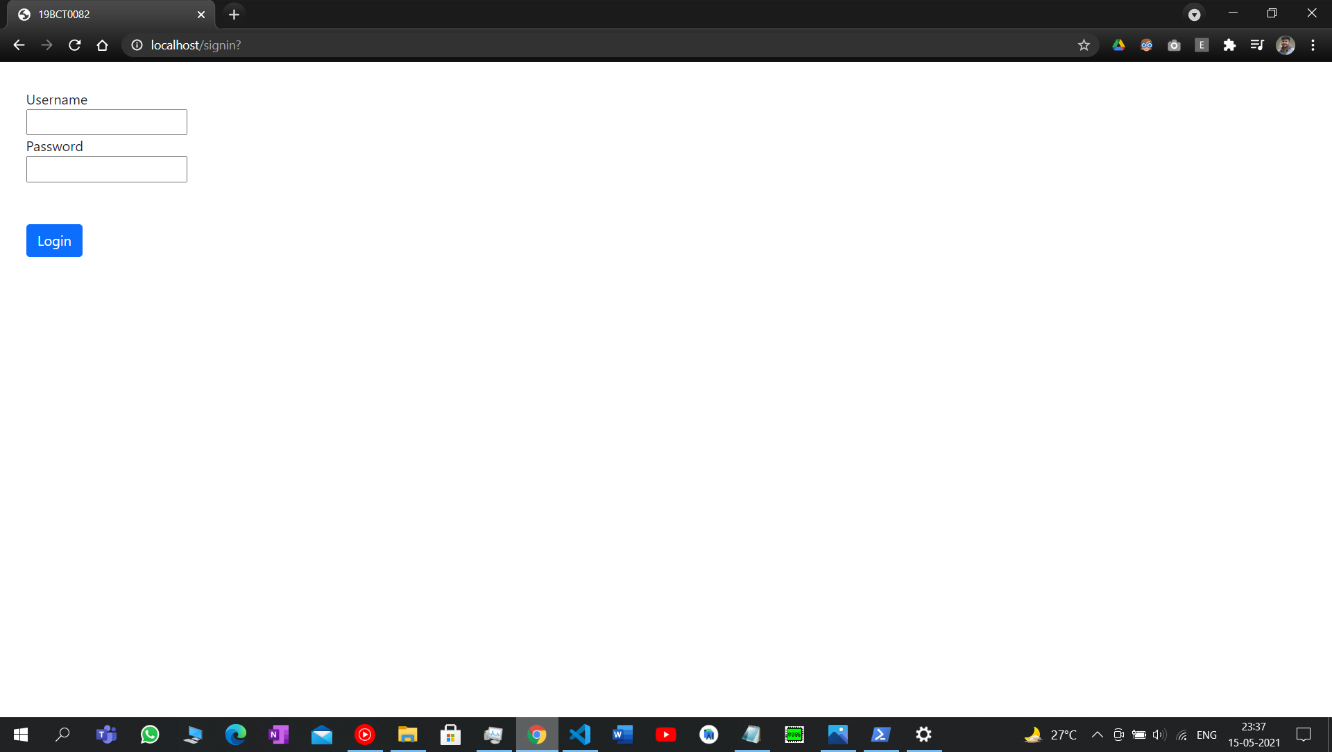 19BCT0082
localhost/signin?
E
Username
Password
Login
27°C
ENG
23:37
15-05-2021